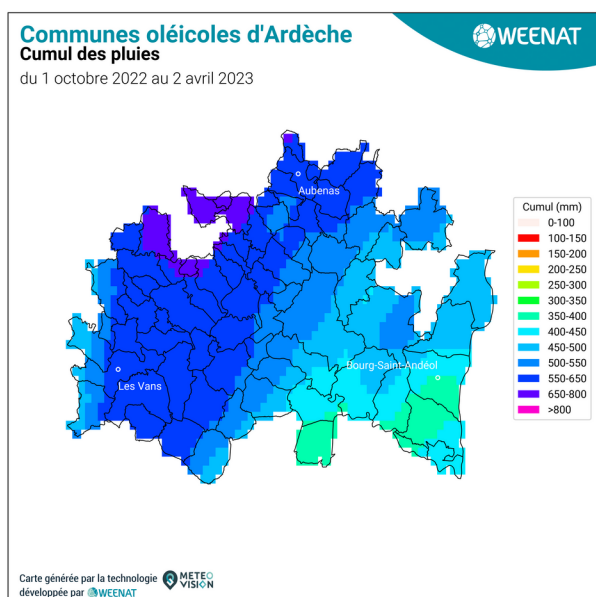 Communes oléicoles d'Ardèche
Cumul des pluies
du 1 octobre 2022 au 2 avril 2023
WEENAT
Aubenas
Cumul (mm)
0-100
100-150
150-200
200-250
250-300
300-350
350-400
400-450
450-500
500-550
550-650
650-800
>800
Bourg-Saint-Andéol
Les Vans
Carte générée par la technologie METEO VISION
développée par WEENAT